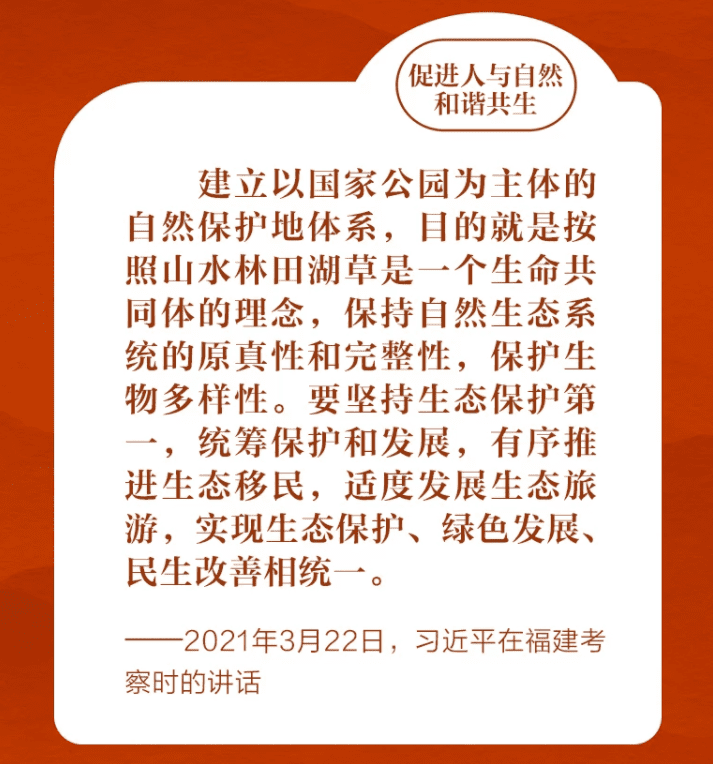 促进人与自然
和谐共生
建立以国家公园为主体的
自然保护地体系，目的就是按
照山水林田湖草是一个生命共
同体的理念，保持自然生态系
统的原真性和完整性，保护生
物多样性。要坚持生态保护第
一，统筹保护和发展，有序推
进生态移民，适度发展生态旅
游，实现生态保护、绿色发展、
民生改善相统一。
——2021年3月22日，习近平在福建考
察时的讲话